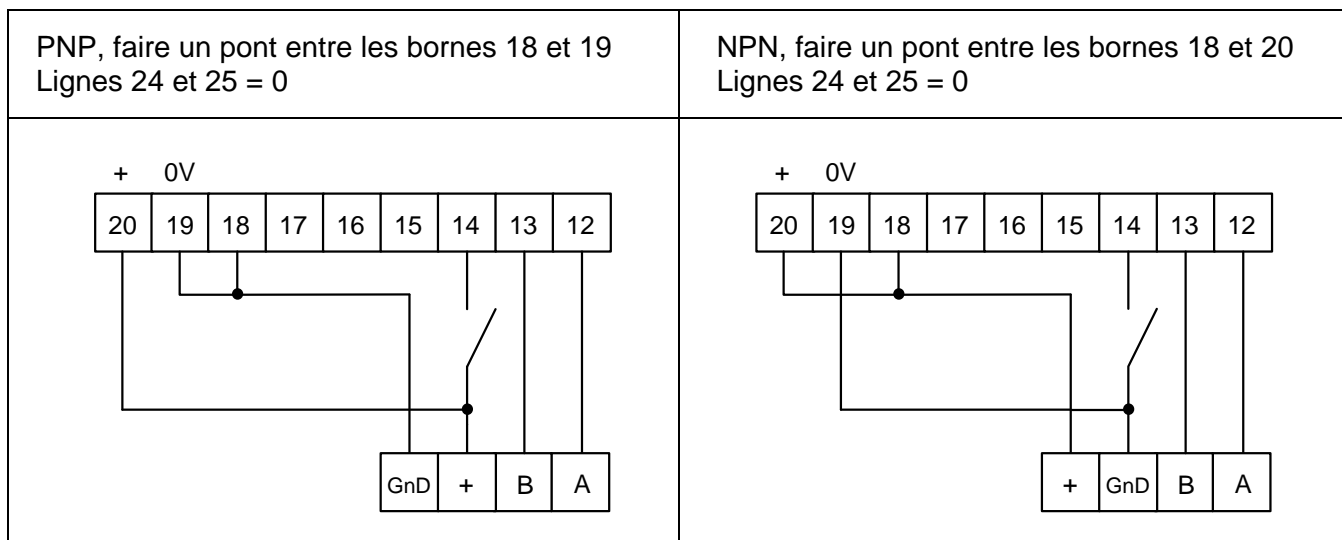 PNP, faire un pont entre les bornes 18 et 19
Lignes 24 et 25 = 0
NPN, faire un pont entre les bornes 18 et 20
Lignes 24 et 25 = 0
+ 0V
20 19 18 17 16 15 14 13 12
GnD + B A
+ 0V
20 19 18 17 16 15 14 13 12
+ GnD B A